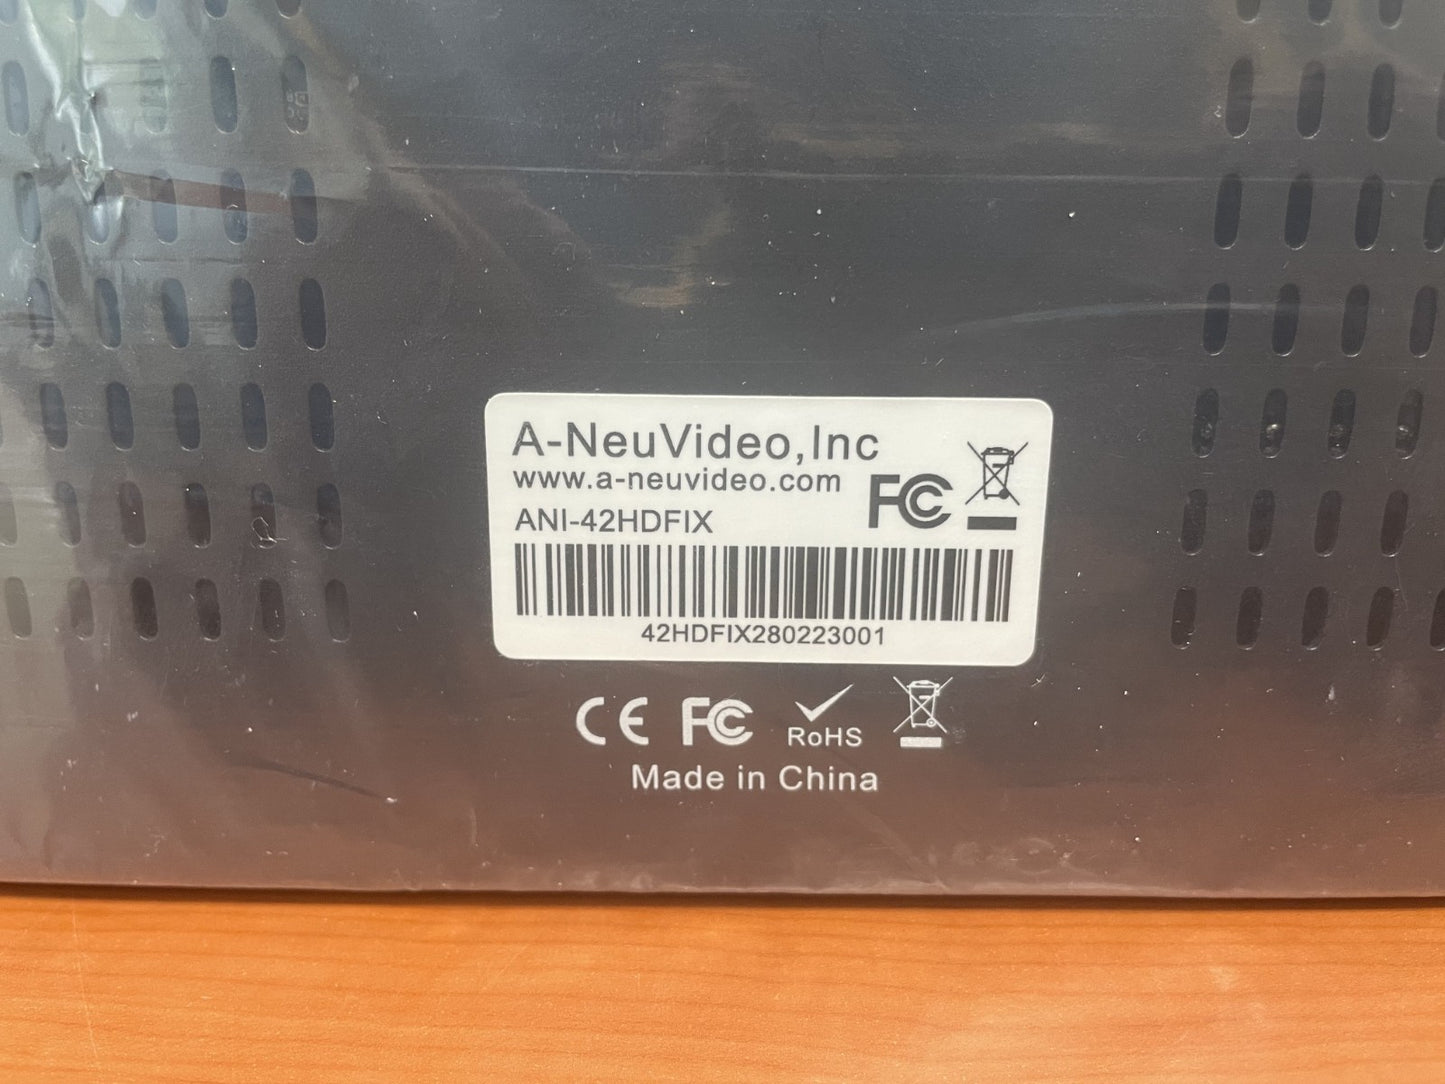 A-NeuVideo,Inc
www.a-neuvideo.com
FC
ANI-42HDFIX
42HDFIX280223001
CE FC RoHS
Made in China